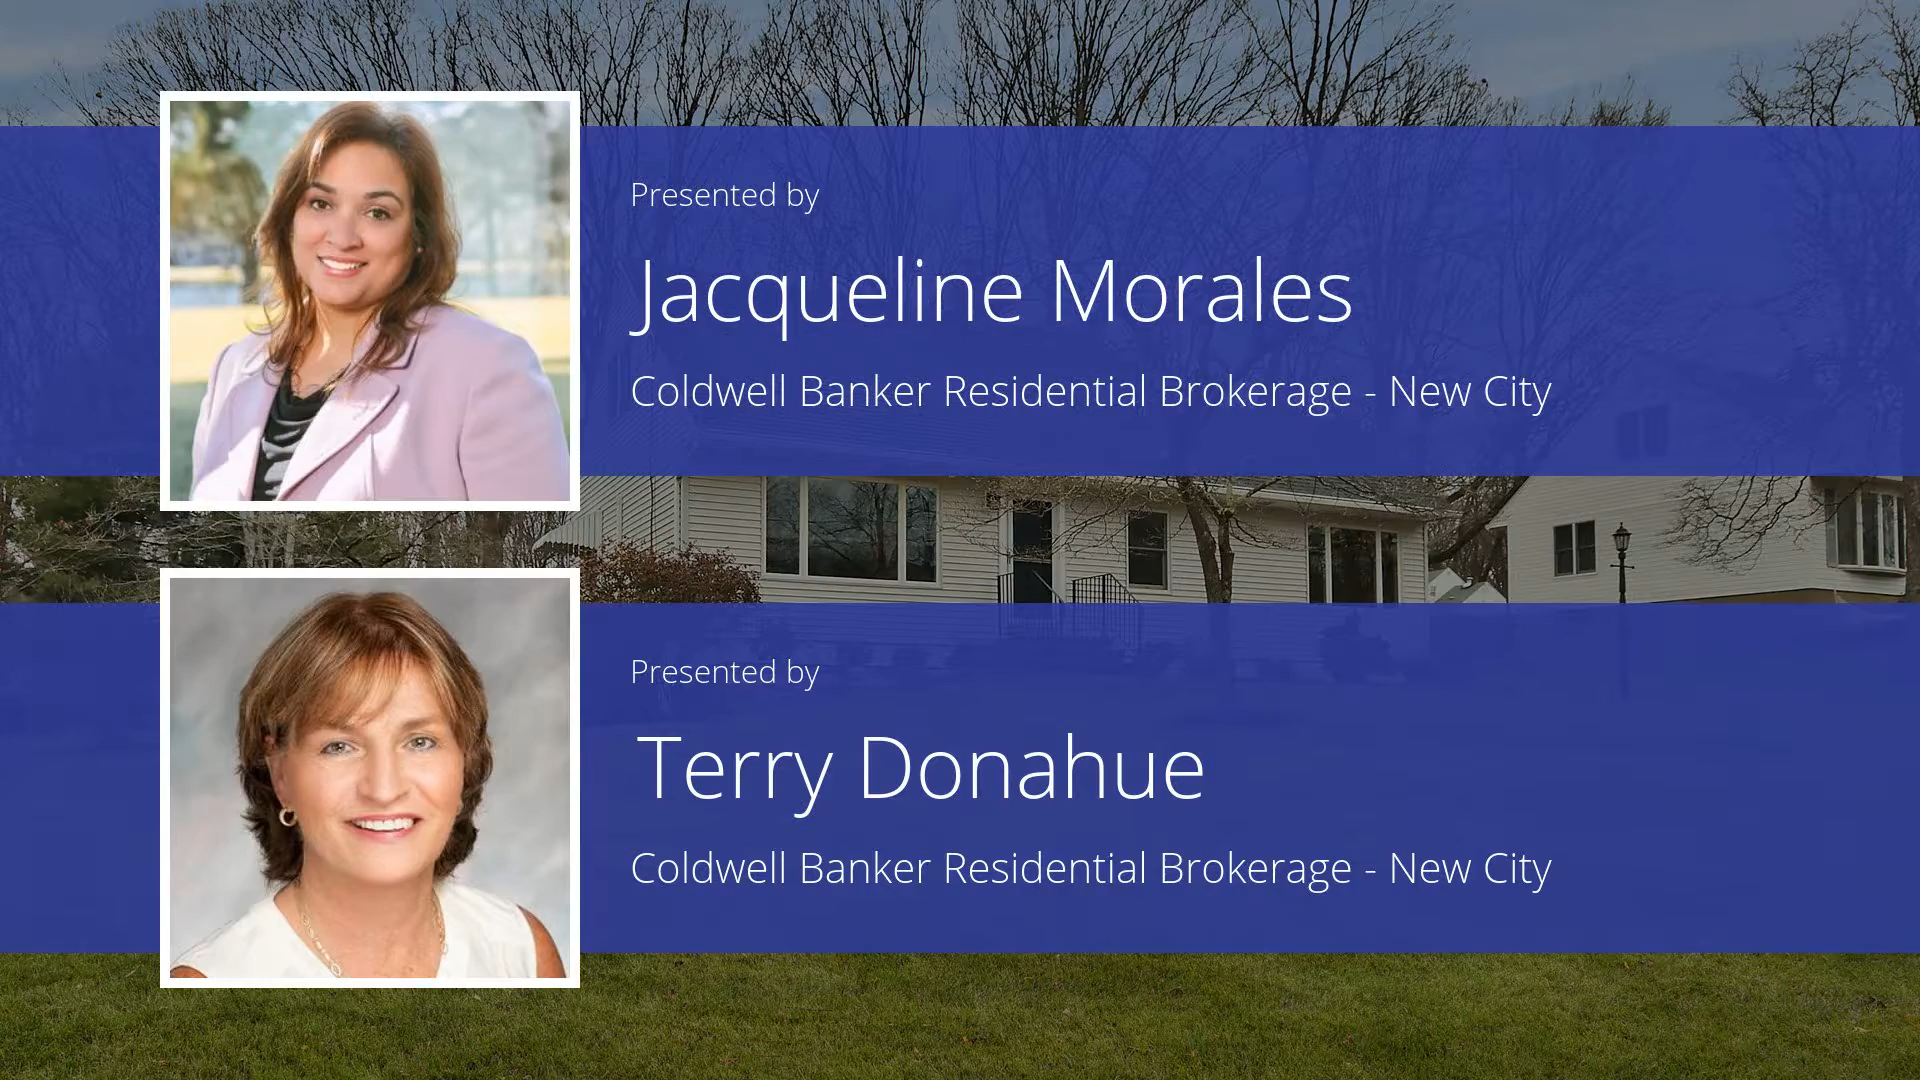 Presented by
Jacqueline Morales
Coldwell Banker Residential Brokerage - New City
Presented by
Terry Donahue
Coldwell Banker Residential Brokerage - New City